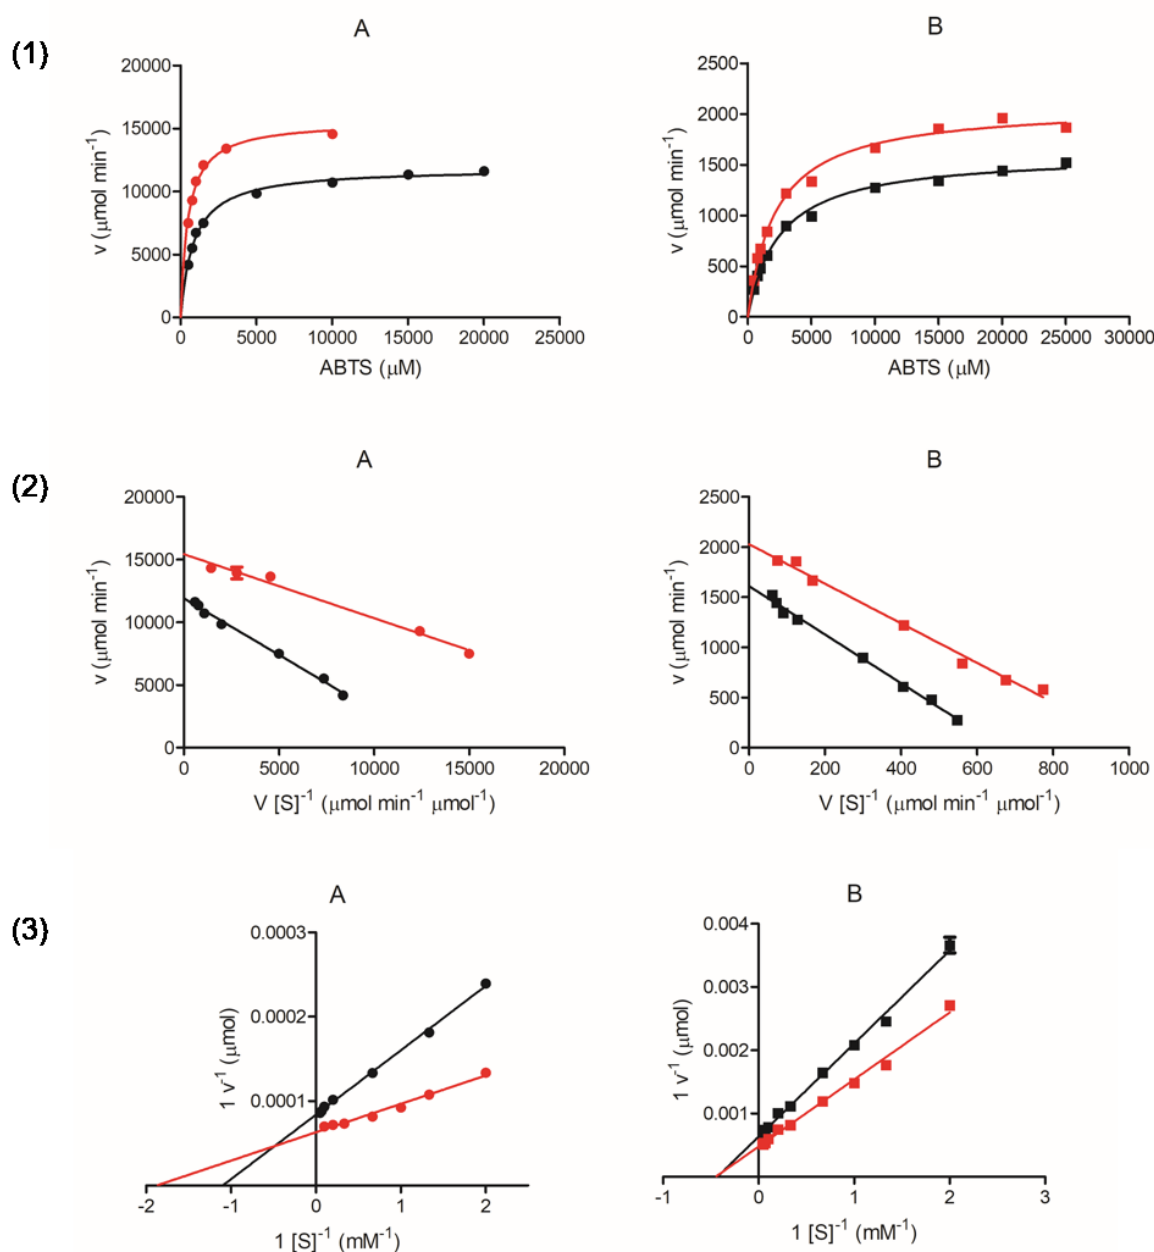 (1)
A
B
v (μmol min⁻¹)
20000
15000
10000
5000
0
0 5000 10000 15000 20000 25000
ABTS (μM)
v (μmol min⁻¹)
2500
2000
1500
1000
500
0
0 5000 10000 15000 20000 25000 30000
ABTS (μM)
(2)
A
B
v (μmol min⁻¹)
20000
15000
10000
5000
0
0 5000 10000 15000 20000
V [S]⁻¹ (μmol min⁻¹ μmol⁻¹)
v (μmol min⁻¹)
2500
2000
1500
1000
500
0
0 200 400 600 800 1000
V [S]⁻¹ (μmol min⁻¹ μmol⁻¹)
(3)
A
B
1 v⁻¹ (μmol)
0.0003
0.0002
0.0001
-2 -1 0 1 2
1 [S]⁻¹ (mM⁻¹)
1 v⁻¹ (μmol)
0.004
0.003
0.002
0.001
-1 0 1 2 3
1 [S]⁻¹ (mM⁻¹)